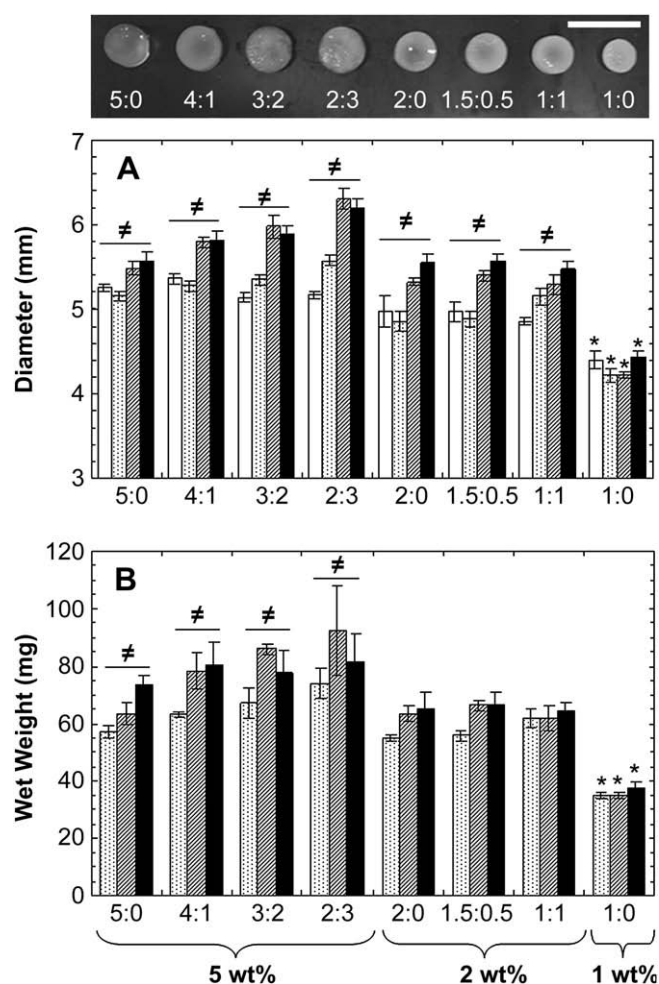 5:0 4:1 3:2 2:3 2:0 1.5:0.5 1:1 1:0
A
Diameter (mm)
7
6
5
4
3
≠ ≠ ≠ ≠ ≠ ≠ ≠
* * * *
5:0 4:1 3:2 2:3 2:0 1.5:0.5 1:1 1:0
B
Wet Weight (mg)
120
100
80
60
40
20
0
≠ ≠ ≠ ≠
* * *
5:0 4:1 3:2 2:3 2:0 1.5:0.5 1:1 1:0
5 wt% 2 wt% 1 wt%